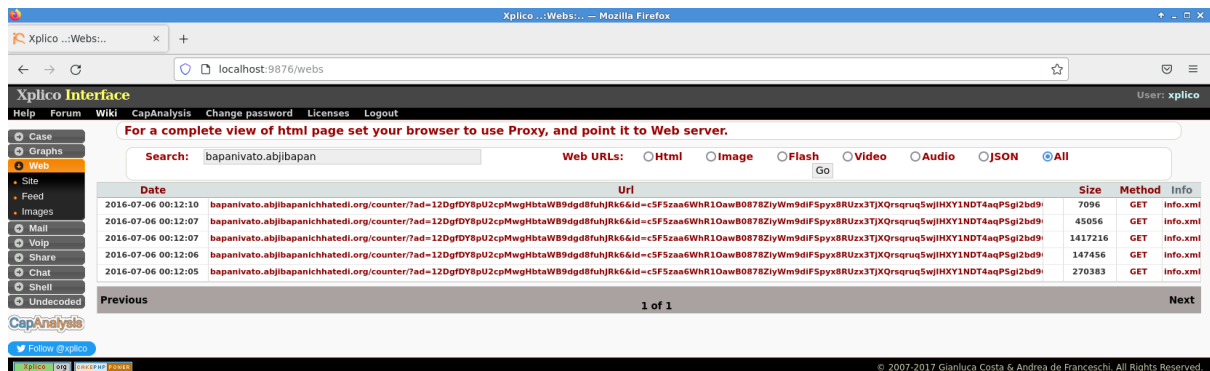 Xplico ..:Webs:.. — Mozilla Firefox
Xplico ..:Webs:..
localhost:9876/webs
Xplico Interface User: xplico
Help Forum Wiki CapAnalysis Change password Licenses Logout
For a complete view of html page set your browser to use Proxy, and point it to Web server.
Case
Graphs
Web
Site
Feed
Images
Mail
Voip
Share
Chat
Shell
Undecoded
CapAnalysis
Follow @xplico
Search: bapanivato.abjibapan Web URLs: Html Image Flash Video Audio JSON All
Go
Date Url Size Method Info
2016-07-06 00:12:10 bapanivato.abjibapanichhatedi.org/counter/?ad=12DgfDY8pU2cpMwgHbtaWB9dgd8fuhJRk6&id=c5F5zaa6WhR1OawB0878ZiyWm9diFSpyx8RUzx3TjXQrsqruq5wjIHXY1NDT4aqPSgi2bd9 7096 GET info.xml
2016-07-06 00:12:07 bapanivato.abjibapanichhatedi.org/counter/?ad=12DgfDY8pU2cpMwgHbtaWB9dgd8fuhJRk6&id=c5F5zaa6WhR1OawB0878ZiyWm9diFSpyx8RUzx3TjXQrsqruq5wjIHXY1NDT4aqPSgi2bd9 45056 GET info.xml
2016-07-06 00:12:07 bapanivato.abjibapanichhatedi.org/counter/?ad=12DgfDY8pU2cpMwgHbtaWB9dgd8fuhJRk6&id=c5F5zaa6WhR1OawB0878ZiyWm9diFSpyx8RUzx3TjXQrsqruq5wjIHXY1NDT4aqPSgi2bd9 1417216 GET info.xml
2016-07-06 00:12:06 bapanivato.abjibapanichhatedi.org/counter/?ad=12DgfDY8pU2cpMwgHbtaWB9dgd8fuhJRk6&id=c5F5zaa6WhR1OawB0878ZiyWm9diFSpyx8RUzx3TjXQrsqruq5wjIHXY1NDT4aqPSgi2bd9 147456 GET info.xml
2016-07-06 00:12:05 bapanivato.abjibapanichhatedi.org/counter/?ad=12DgfDY8pU2cpMwgHbtaWB9dgd8fuhJRk6&id=c5F5zaa6WhR1OawB0878ZiyWm9diFSpyx8RUzx3TjXQrsqruq5wjIHXY1NDT4aqPSgi2bd9 270383 GET info.xml
Previous 1 of 1 Next
Xplico org CAKEPHP POWER © 2007-2017 Gianluca Costa & Andrea de Franceschi. All Rights Reserved.